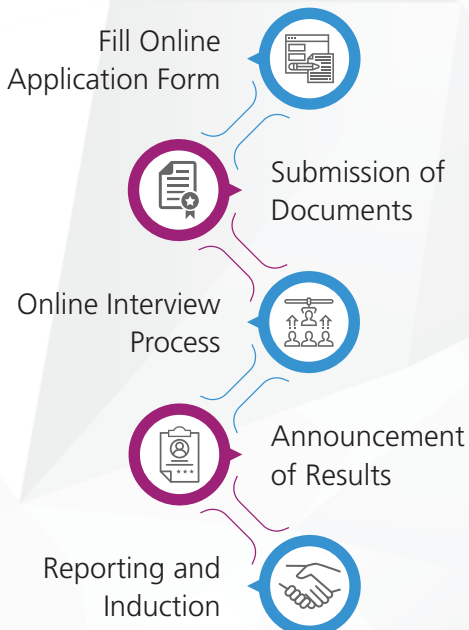 Fill Online
Application Form
Submission of
Documents
Online Interview
Process
Announcement
of Results
Reporting and
Induction